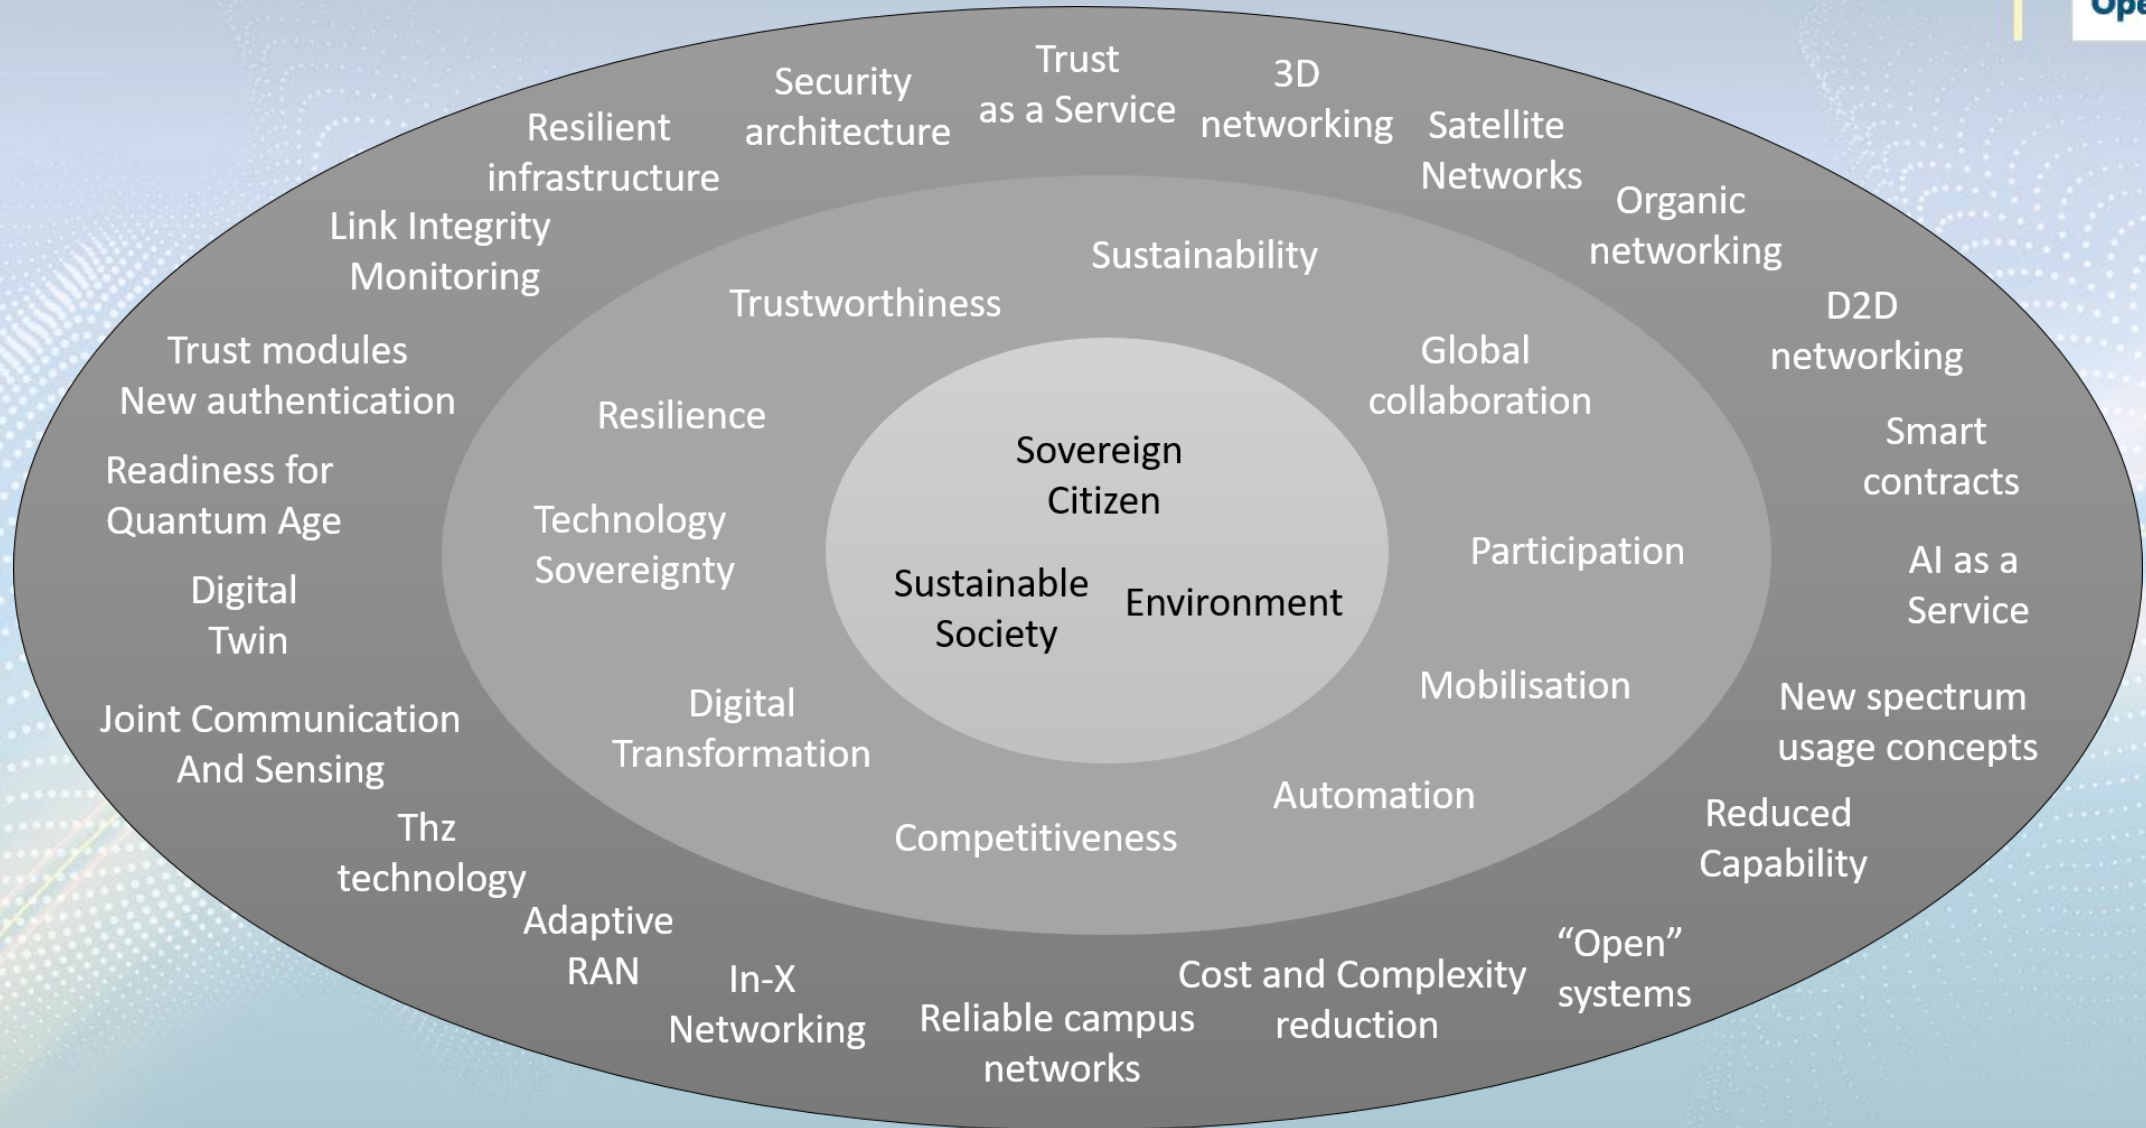 Ope
Trust
as a Service
3D
networking
Security
architecture
Satellite
Networks
Resilient
infrastructure
Organic
networking
Link Integrity
Monitoring
D2D
networking
Trust modules
New authentication
Smart
contracts
Readiness for
Quantum Age
AI as a
Service
Digital
Twin
New spectrum
usage concepts
Joint Communication
And Sensing
Reduced
Capability
Thz
technology
Adaptive
RAN
"Open"
systems
In-X
Networking
Cost and Complexity
reduction
Reliable campus
networks
Sustainability
Trustworthiness
Global
collaboration
Resilience
Technology
Sovereignty
Participation
Mobilisation
Digital
Transformation
Automation
Competitiveness
Sovereign
Citizen
Sustainable
Society
Environment